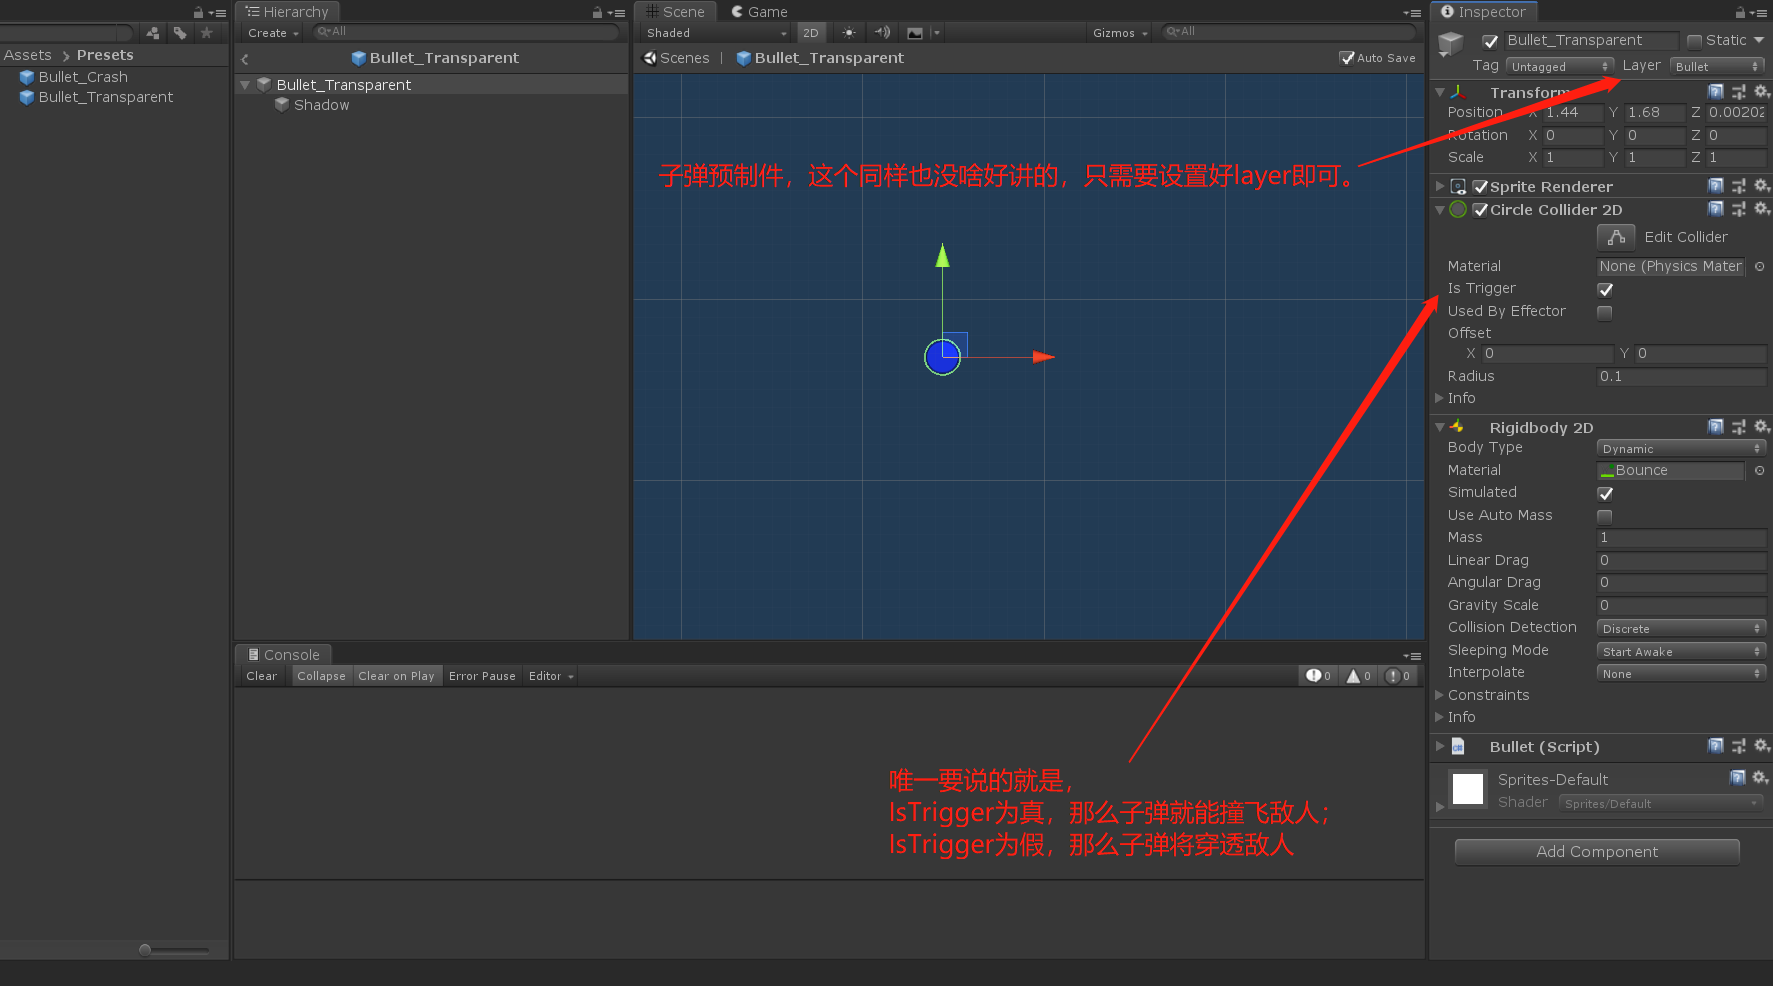 Assets > Presets
Bullet_Crash
Bullet_Transparent
Hierarchy
Create
All
Bullet_Transparent
Bullet_Transparent
Shadow
Scene
Game
Shaded
2D
Gizmos
All
Scenes | Bullet_Transparent
Auto Save
子弹预制件，这个同样也没啥好讲的，只需要设置好layer即可。
Console
Clear
Collapse
Clear on Play
Error Pause
Editor
0
0
0
唯一要说的就是，
IsTrigger为真，那么子弹就能撞飞敌人；
IsTrigger为假，那么子弹将穿透敌人
Inspector
Bullet_Transparent
Static
Tag Untagged
Layer Bullet
Transform
Position X 1.44 Y 1.68 Z 0.00202
Rotation X 0 Y 0 Z 0
Scale X 1 Y 1 Z 1
Sprite Renderer
Circle Collider 2D
Edit Collider
Material None (Physics Mater
Is Trigger
Used By Effector
Offset
X 0 Y 0
Radius 0.1
Info
Rigidbody 2D
Body Type Dynamic
Material Bounce
Simulated
Use Auto Mass
Mass 1
Linear Drag 0
Angular Drag 0
Gravity Scale 0
Collision Detection Discrete
Sleeping Mode Start Awake
Interpolate None
Constraints
Info
Bullet (Script)
Sprites-Default
Shader Sprites/Default
Add Component